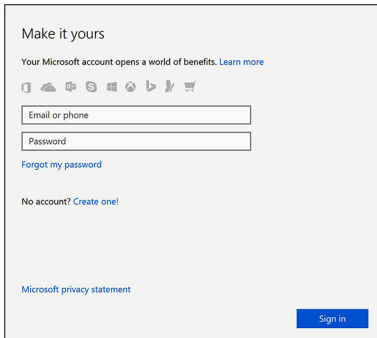 Make it yours
Your Microsoft account opens a world of benefits. Learn more
Email or phone
Password
Forgot my password
No account? Create one!
Microsoft privacy statement
Sign in